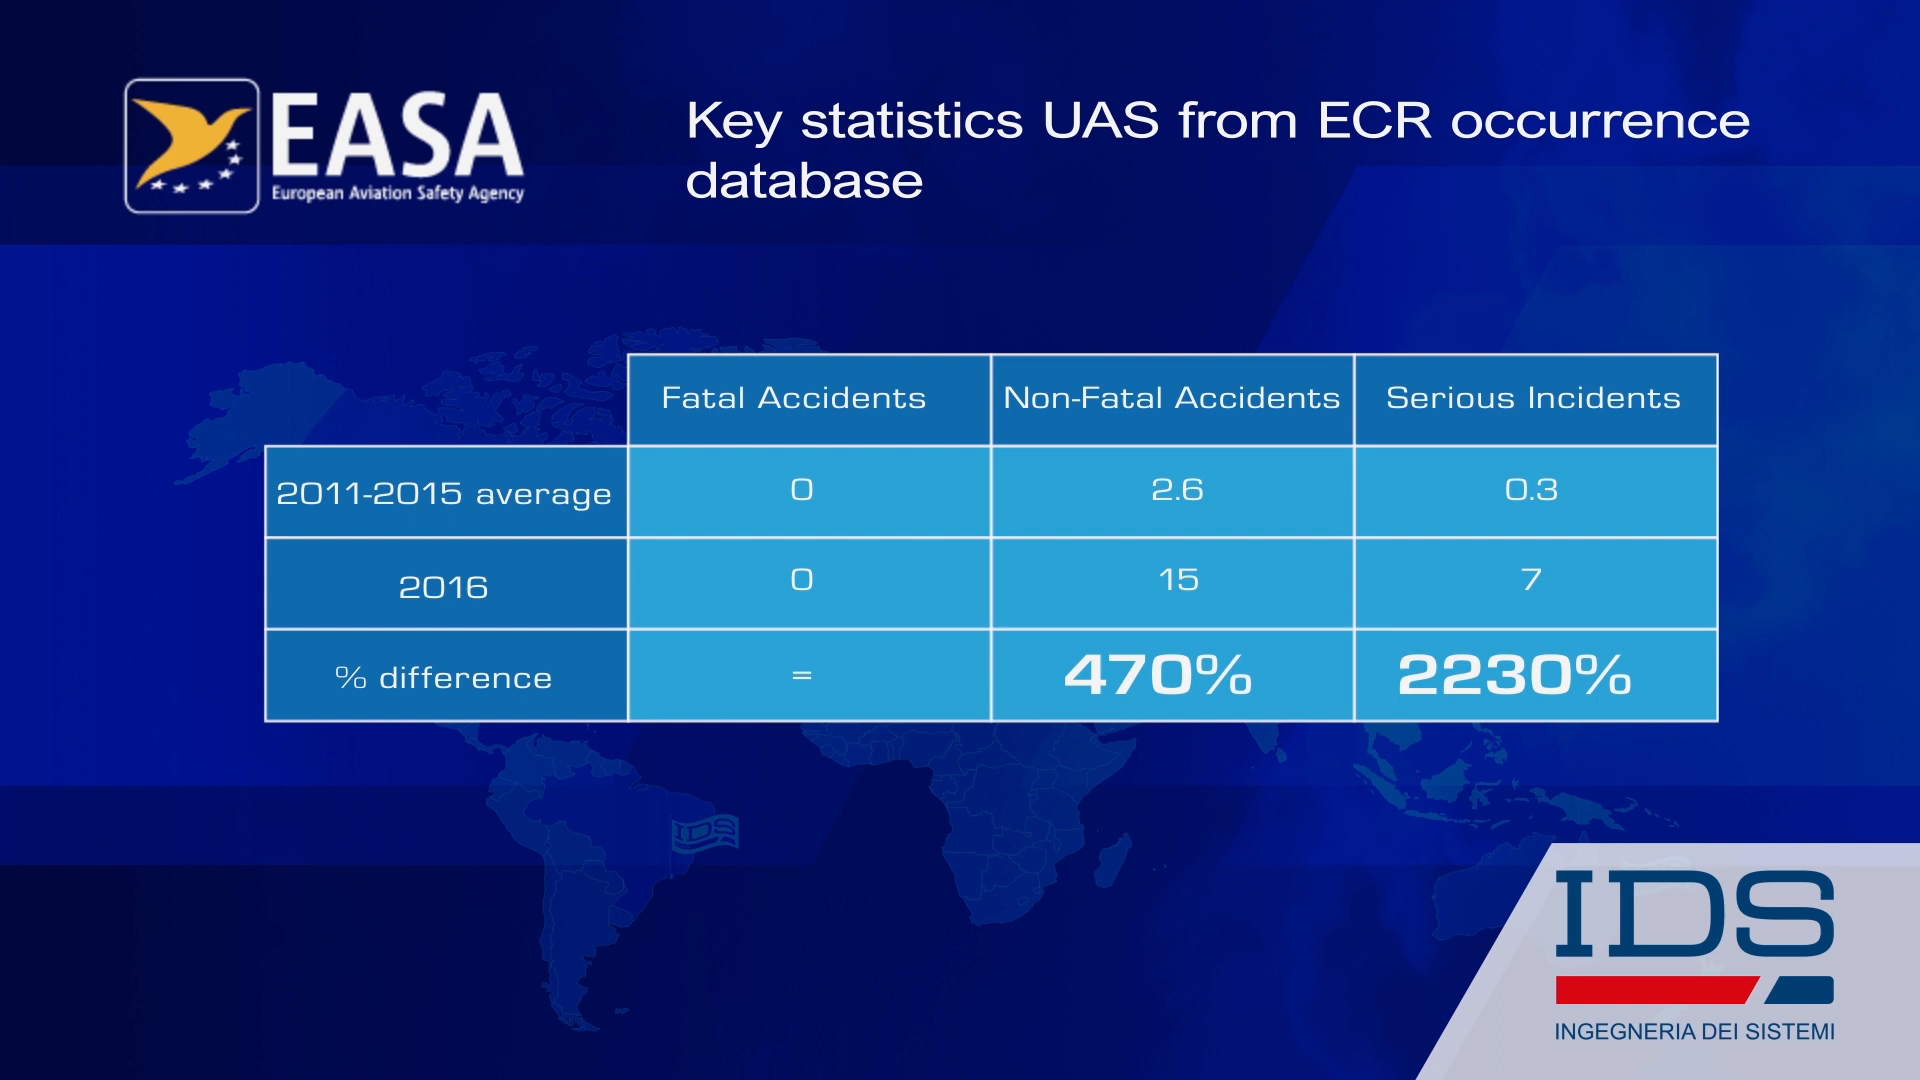 EASA
European Aviation Safety Agency
Key statistics UAS from ECR occurrence
database
Fatal Accidents Non-Fatal Accidents Serious Incidents
2011-2015 average 0 2.6 0.3
2016 0 15 7
% difference = 470% 2230%
IDS
IDS
INGEGNERIA DEI SISTEMI